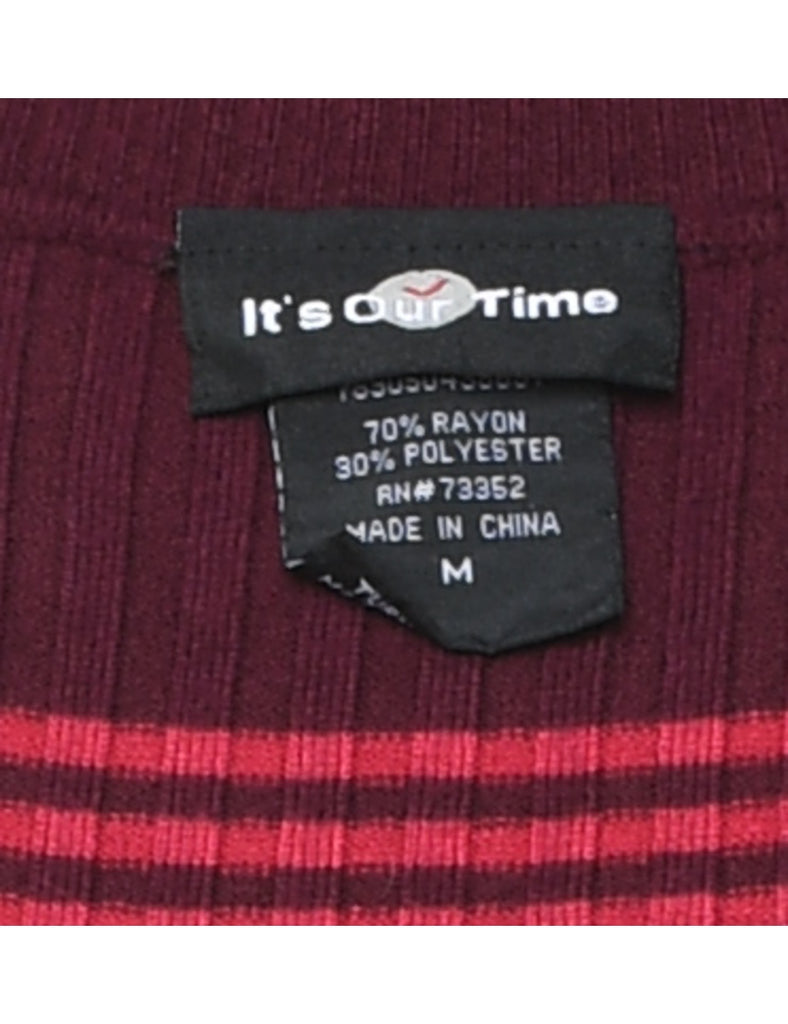 It's Our Time
70% RAYON
30% POLYESTER
RN#73352
MADE IN CHINA
M